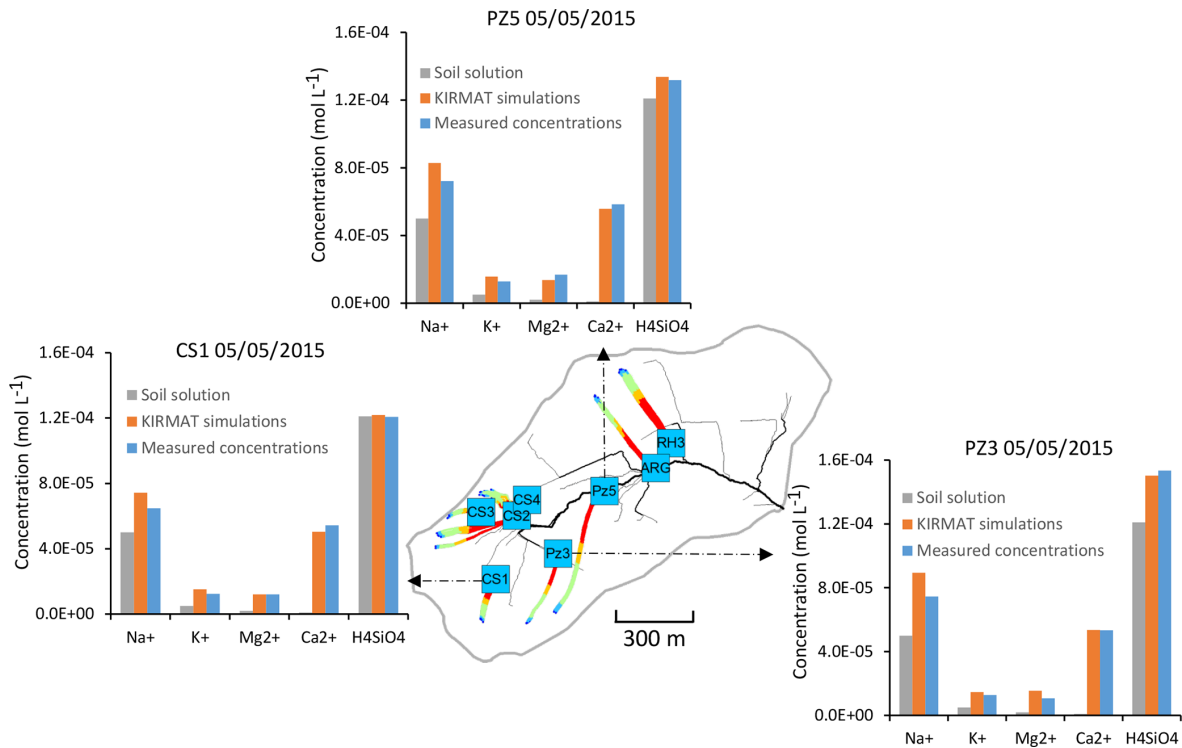 PZ5 05/05/2015
Concentration (mol L-1)
1.6E-04
1.2E-04
8.0E-05
4.0E-05
0.0E+00
Soil solution
KIRMAT simulations
Measured concentrations
Na+ K+ Mg2+ Ca2+ H4SiO4
CS1 05/05/2015
Concentration (mol L-1)
1.6E-04
1.2E-04
8.0E-05
4.0E-05
0.0E+00
Soil solution
KIRMAT simulations
Measured concentrations
Na+ K+ Mg2+ Ca2+ H4SiO4
RH3
ARG
Pz5
CS4
CS3
CS2
Pz3
CS1
300 m
PZ3 05/05/2015
Concentration (mol L-1)
1.6E-04
1.2E-04
8.0E-05
4.0E-05
0.0E+00
Soil solution
KIRMAT simulations
Measured concentrations
Na+ K+ Mg2+ Ca2+ H4SiO4